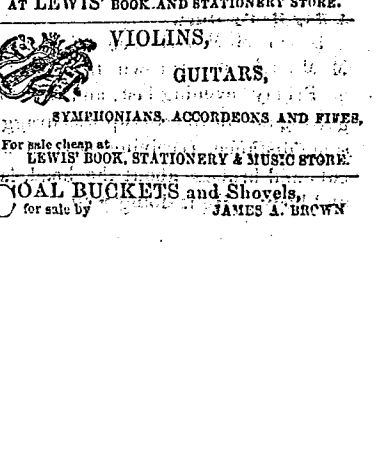 AT LEWIS' BOOK AND STATIONERY STORE.
VIOLINS,
GUITARS,
SYMPHONIANS, ACCORDEONS AND FIFES,
For sale cheap at
LEWIS' BOOK, STATIONERY & MUSIC STORE.
COAL BUCKETS and Shovels,
for sale by JAMES A. BROWN